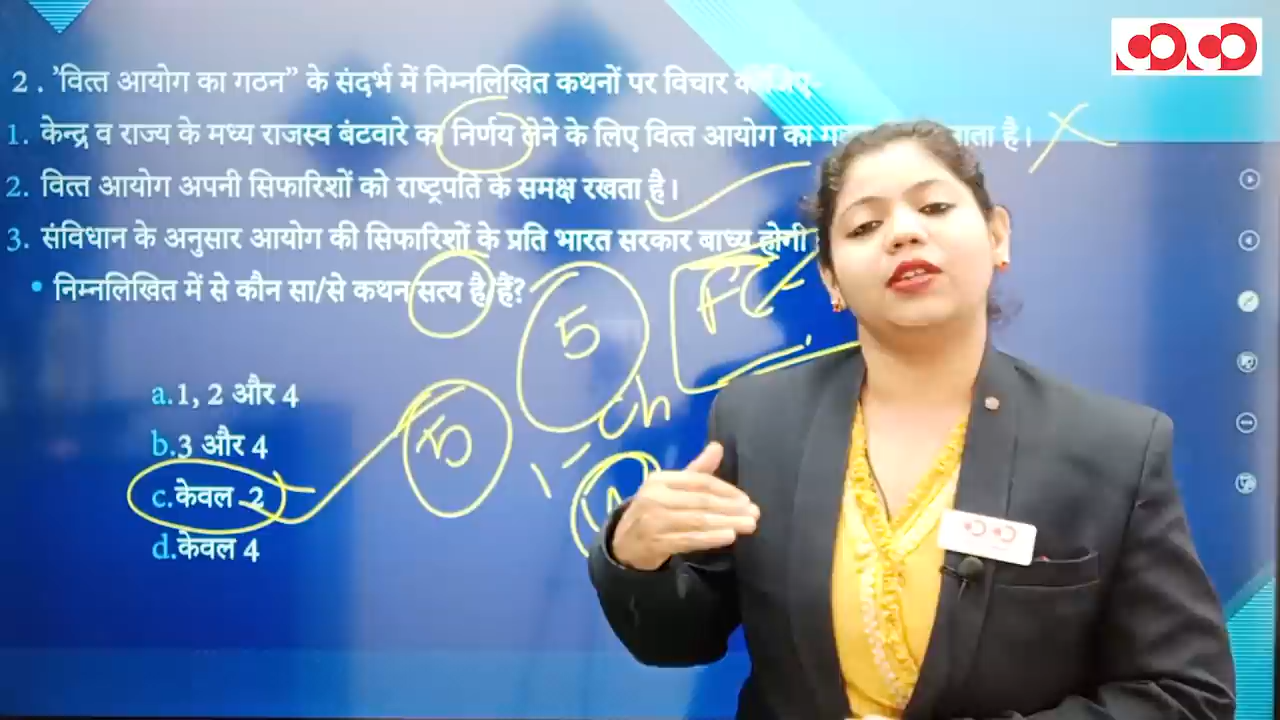 2. ’वित्त आयोग का गठन” के संदर्भ में निम्नलिखित कथनों पर विचार
1. केन्द्र व राज्य के मध्य राजस्व बंटवारे का निर्णय लेने के लिए वित्त आयोग का है।
2. वित्त आयोग अपनी सिफारिशों को राष्ट्रपति के समक्ष रखता है।
3. संविधान के अनुसार आयोग की सिफारिशों के प्रति भारत सरकार बाध्य होगी
• निम्नलिखित में से कौन सा/से कथन सत्य है/हैं?
5
FC
a. 1, 2 और 4
ch
b. 3 और 4
5
c. केवल 2
d. केवल 4